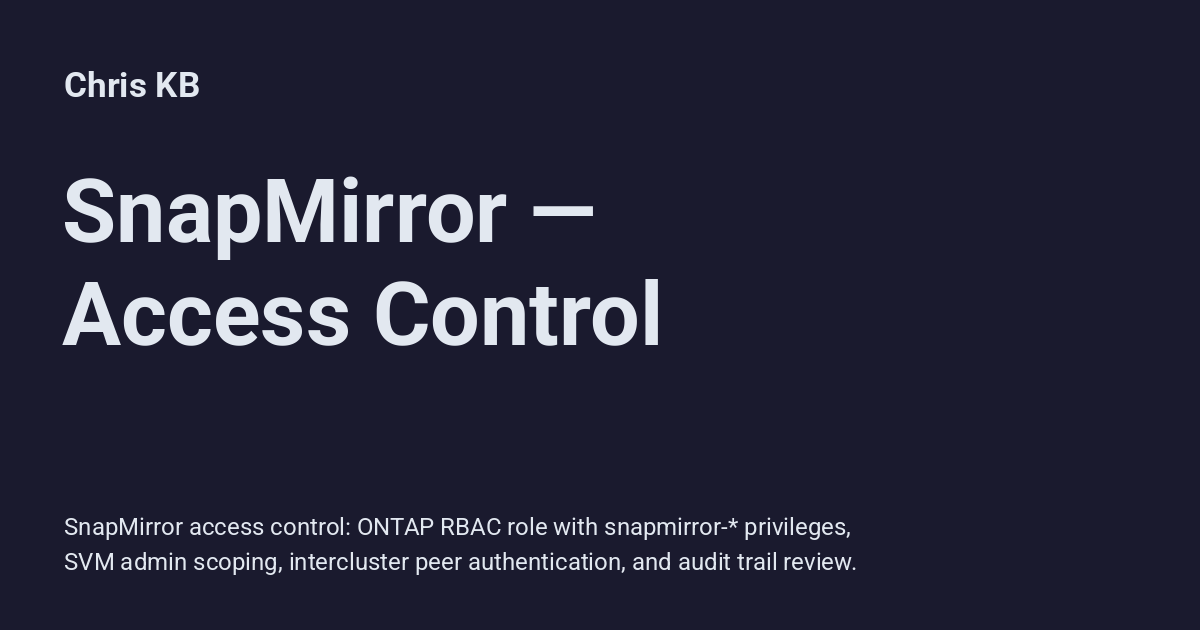 Chris KB
SnapMirror —
Access Control
SnapMirror access control: ONTAP RBAC role with snapmirror-* privileges,
SVM admin scoping, intercluster peer authentication, and audit trail review.